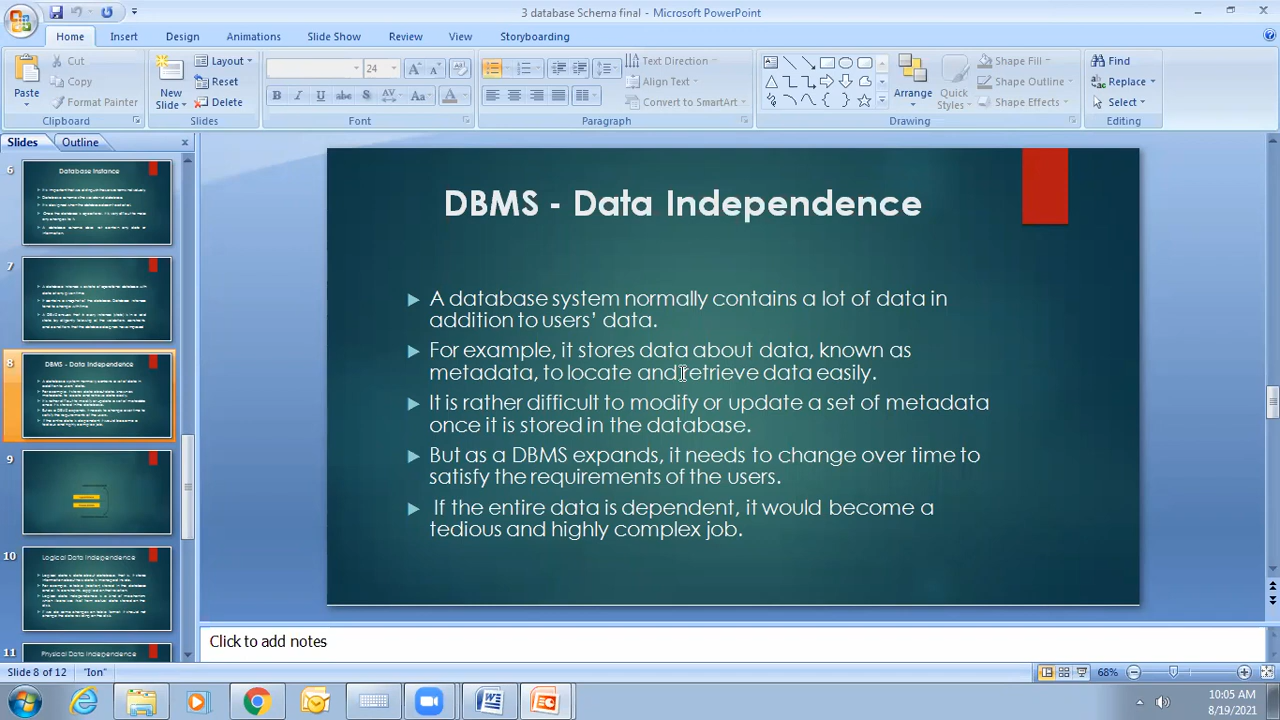 3 database Schema final - Microsoft PowerPoint
Home Insert Design Animations Slide Show Review View Storyboarding
Paste Cut Copy Format Painter Clipboard
New Slide Layout Reset Delete Slides
24 Font
Text Direction Align Text Convert to SmartArt Paragraph
Arrange Quick Styles Shape Fill Shape Outline Shape Effects Drawing
Find Replace Select Editing
Slides Outline
6 Database Instance
7
8 DBMS - Data Independence
9
10 Logical Data Independence
11 Physical Data Independence
DBMS - Data Independence
A database system normally contains a lot of data in
addition to users’ data.
For example, it stores data about data, known as
metadata, to locate and retrieve data easily.
It is rather difficult to modify or update a set of metadata
once it is stored in the database.
But as a DBMS expands, it needs to change over time to
satisfy the requirements of the users.
If the entire data is dependent, it would become a
tedious and highly complex job.
Click to add notes
Slide 8 of 12 "Ion" 68%
10:05 AM
8/19/2021